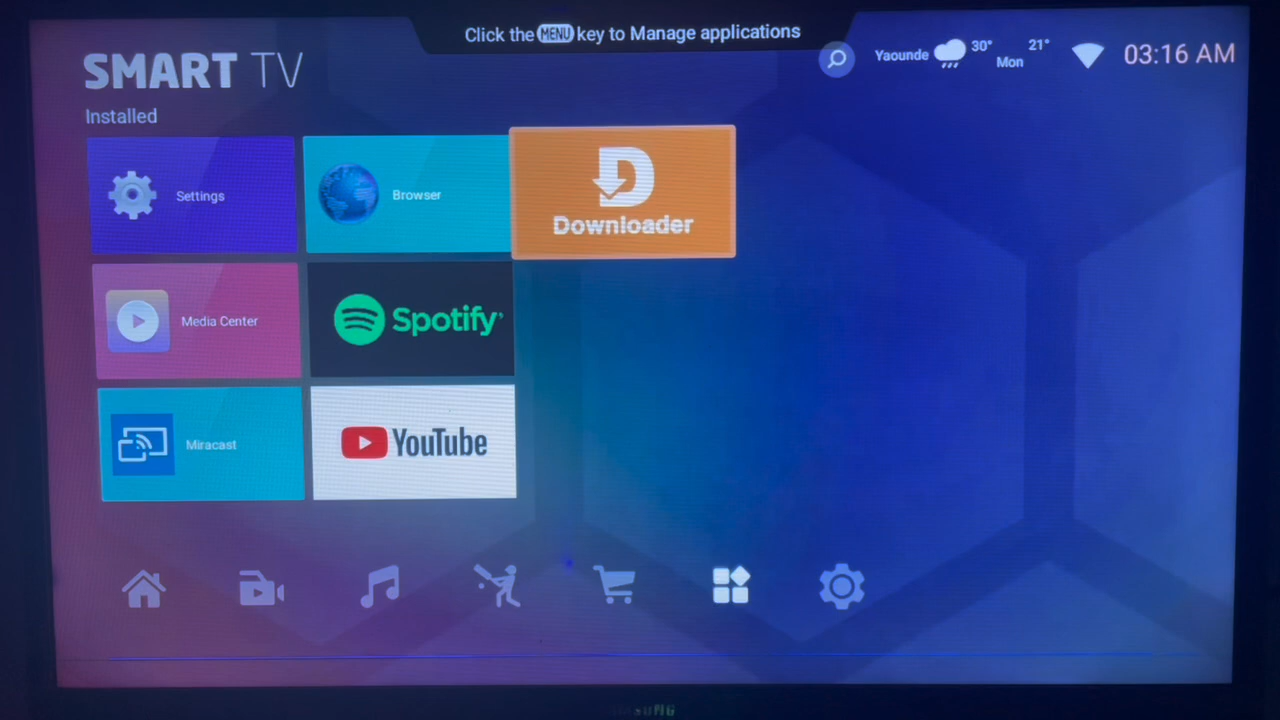 Click the MENU key to Manage applications
SMART TV
Yaounde 30° Mon 21° 03:16 AM
Installed
Settings
Browser
Downloader
Media Center
Spotify
Miracast
YouTube